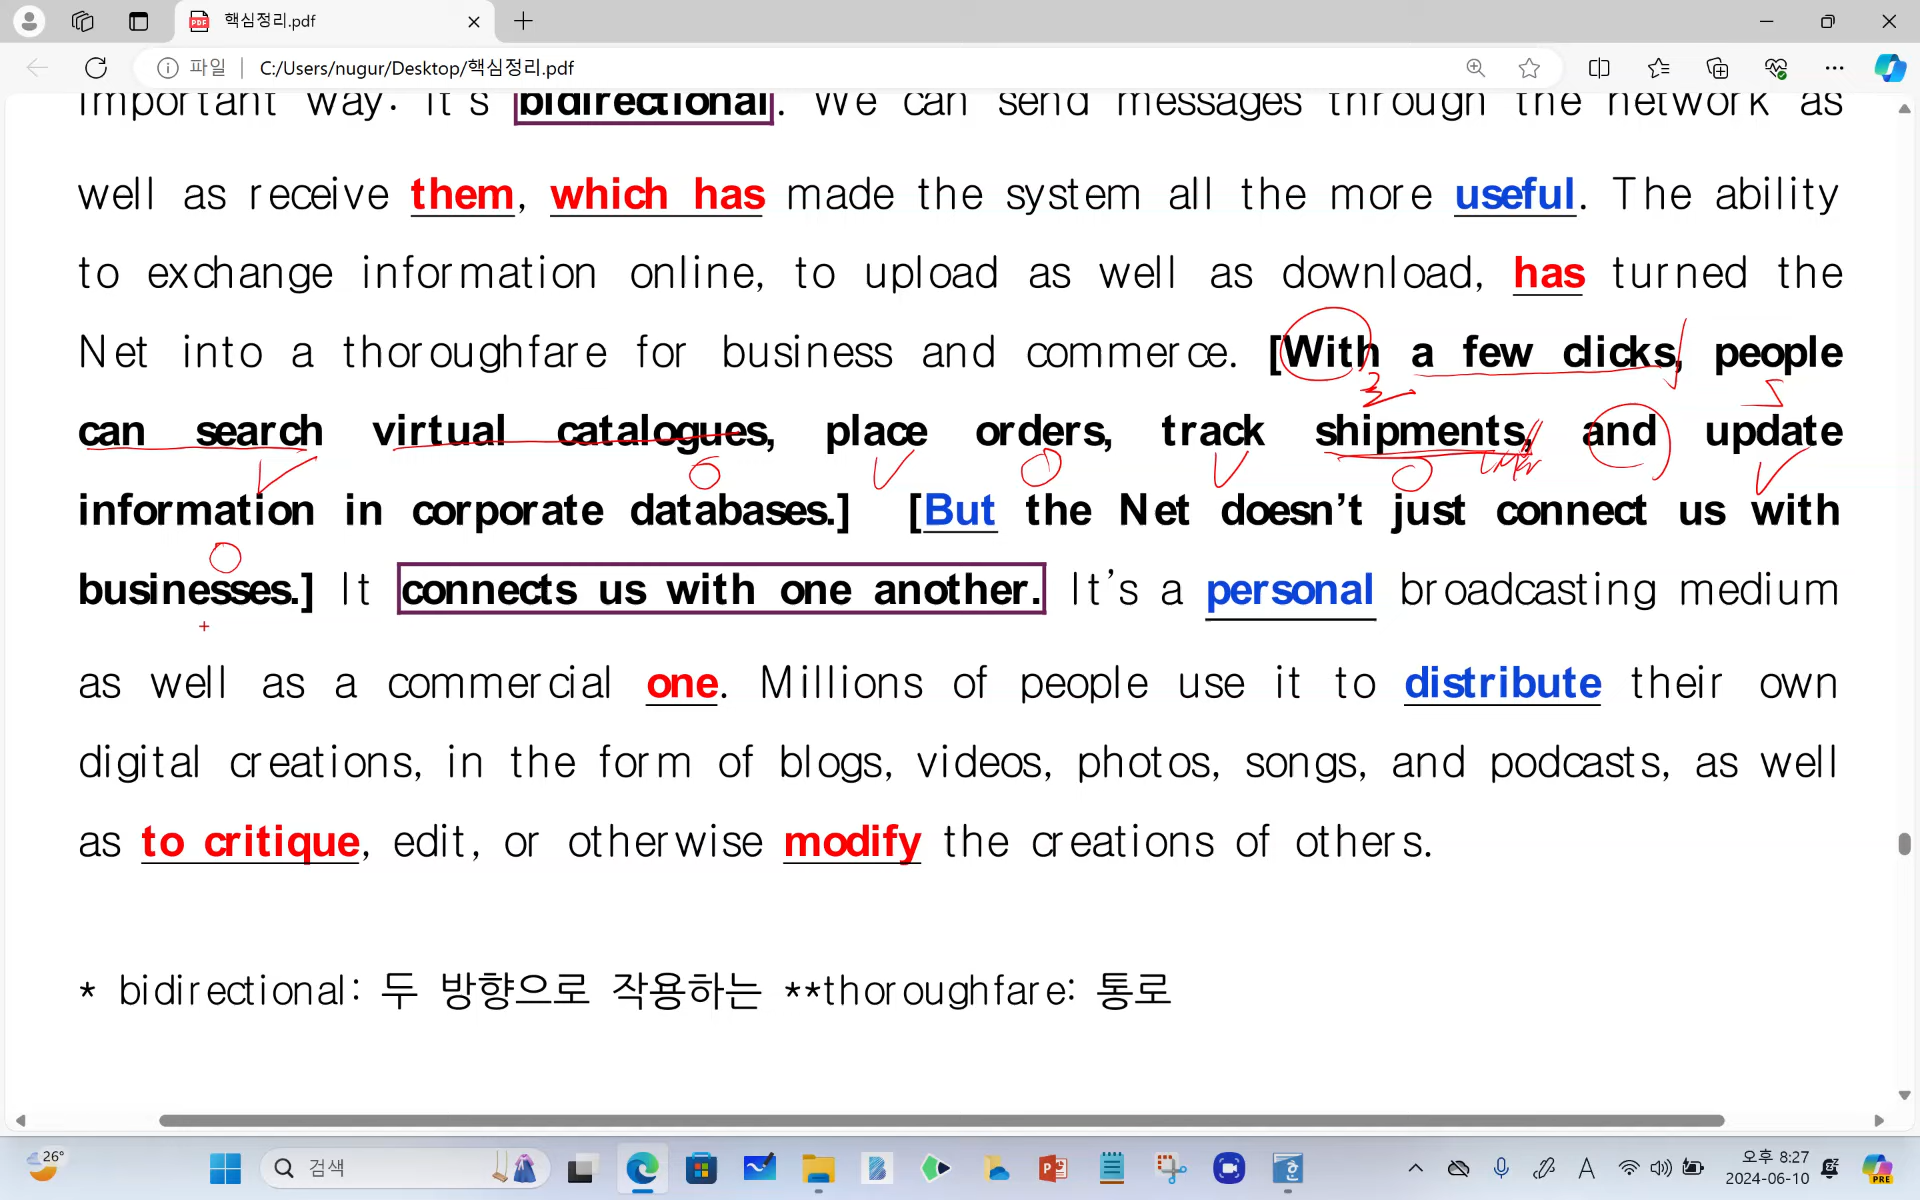 핵심정리.pdf
파일 C:/Users/nugur/Desktop/핵심정리.pdf
important way: it's bidirectional. We can send messages through the network as
well as receive them, which has made the system all the more useful. The ability
to exchange information online, to upload as well as download, has turned the
Net into a thoroughfare for business and commerce. [With a few clicks, people
can search virtual catalogues, place orders, track shipments, and update
information in corporate databases.] [But the Net doesn't just connect us with
businesses.] It connects us with one another. It's a personal broadcasting medium
as well as a commercial one. Millions of people use it to distribute their own
digital creations, in the form of blogs, videos, photos, songs, and podcasts, as well
as to critique, edit, or otherwise modify the creations of others.
* bidirectional: 두 방향으로 작용하는 **thoroughfare: 통로
26° 검색 A 오후 8:27
2024-06-10
PRE